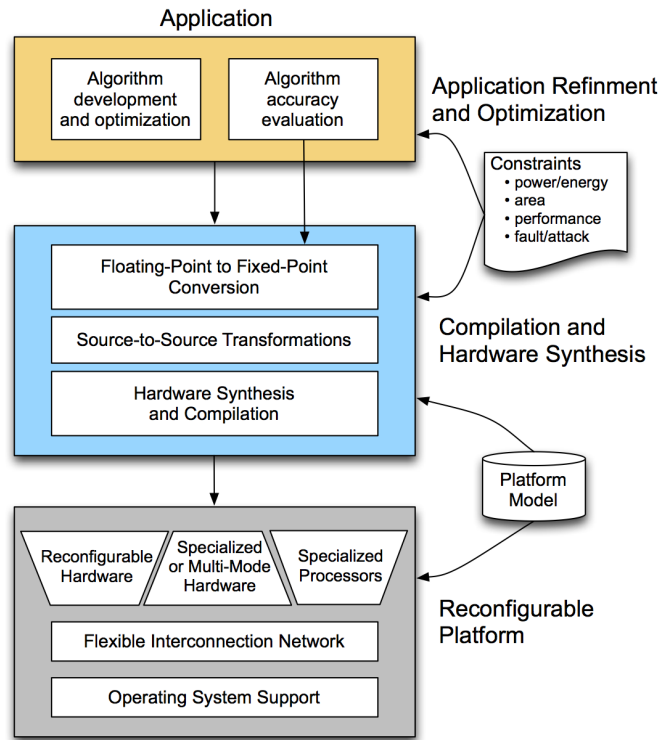 Application
Algorithm
development
and optimization
Algorithm
accuracy
evaluation
Application Refinment
and Optimization
Constraints
• power/energy
• area
• performance
• fault/attack
Floating-Point to Fixed-Point
Conversion
Source-to-Source Transformations
Hardware Synthesis
and Compilation
Compilation and
Hardware Synthesis
Platform
Model
Reconfigurable
Hardware
Specialized
or Multi-Mode
Hardware
Specialized
Processors
Flexible Interconnection Network
Operating System Support
Reconfigurable
Platform